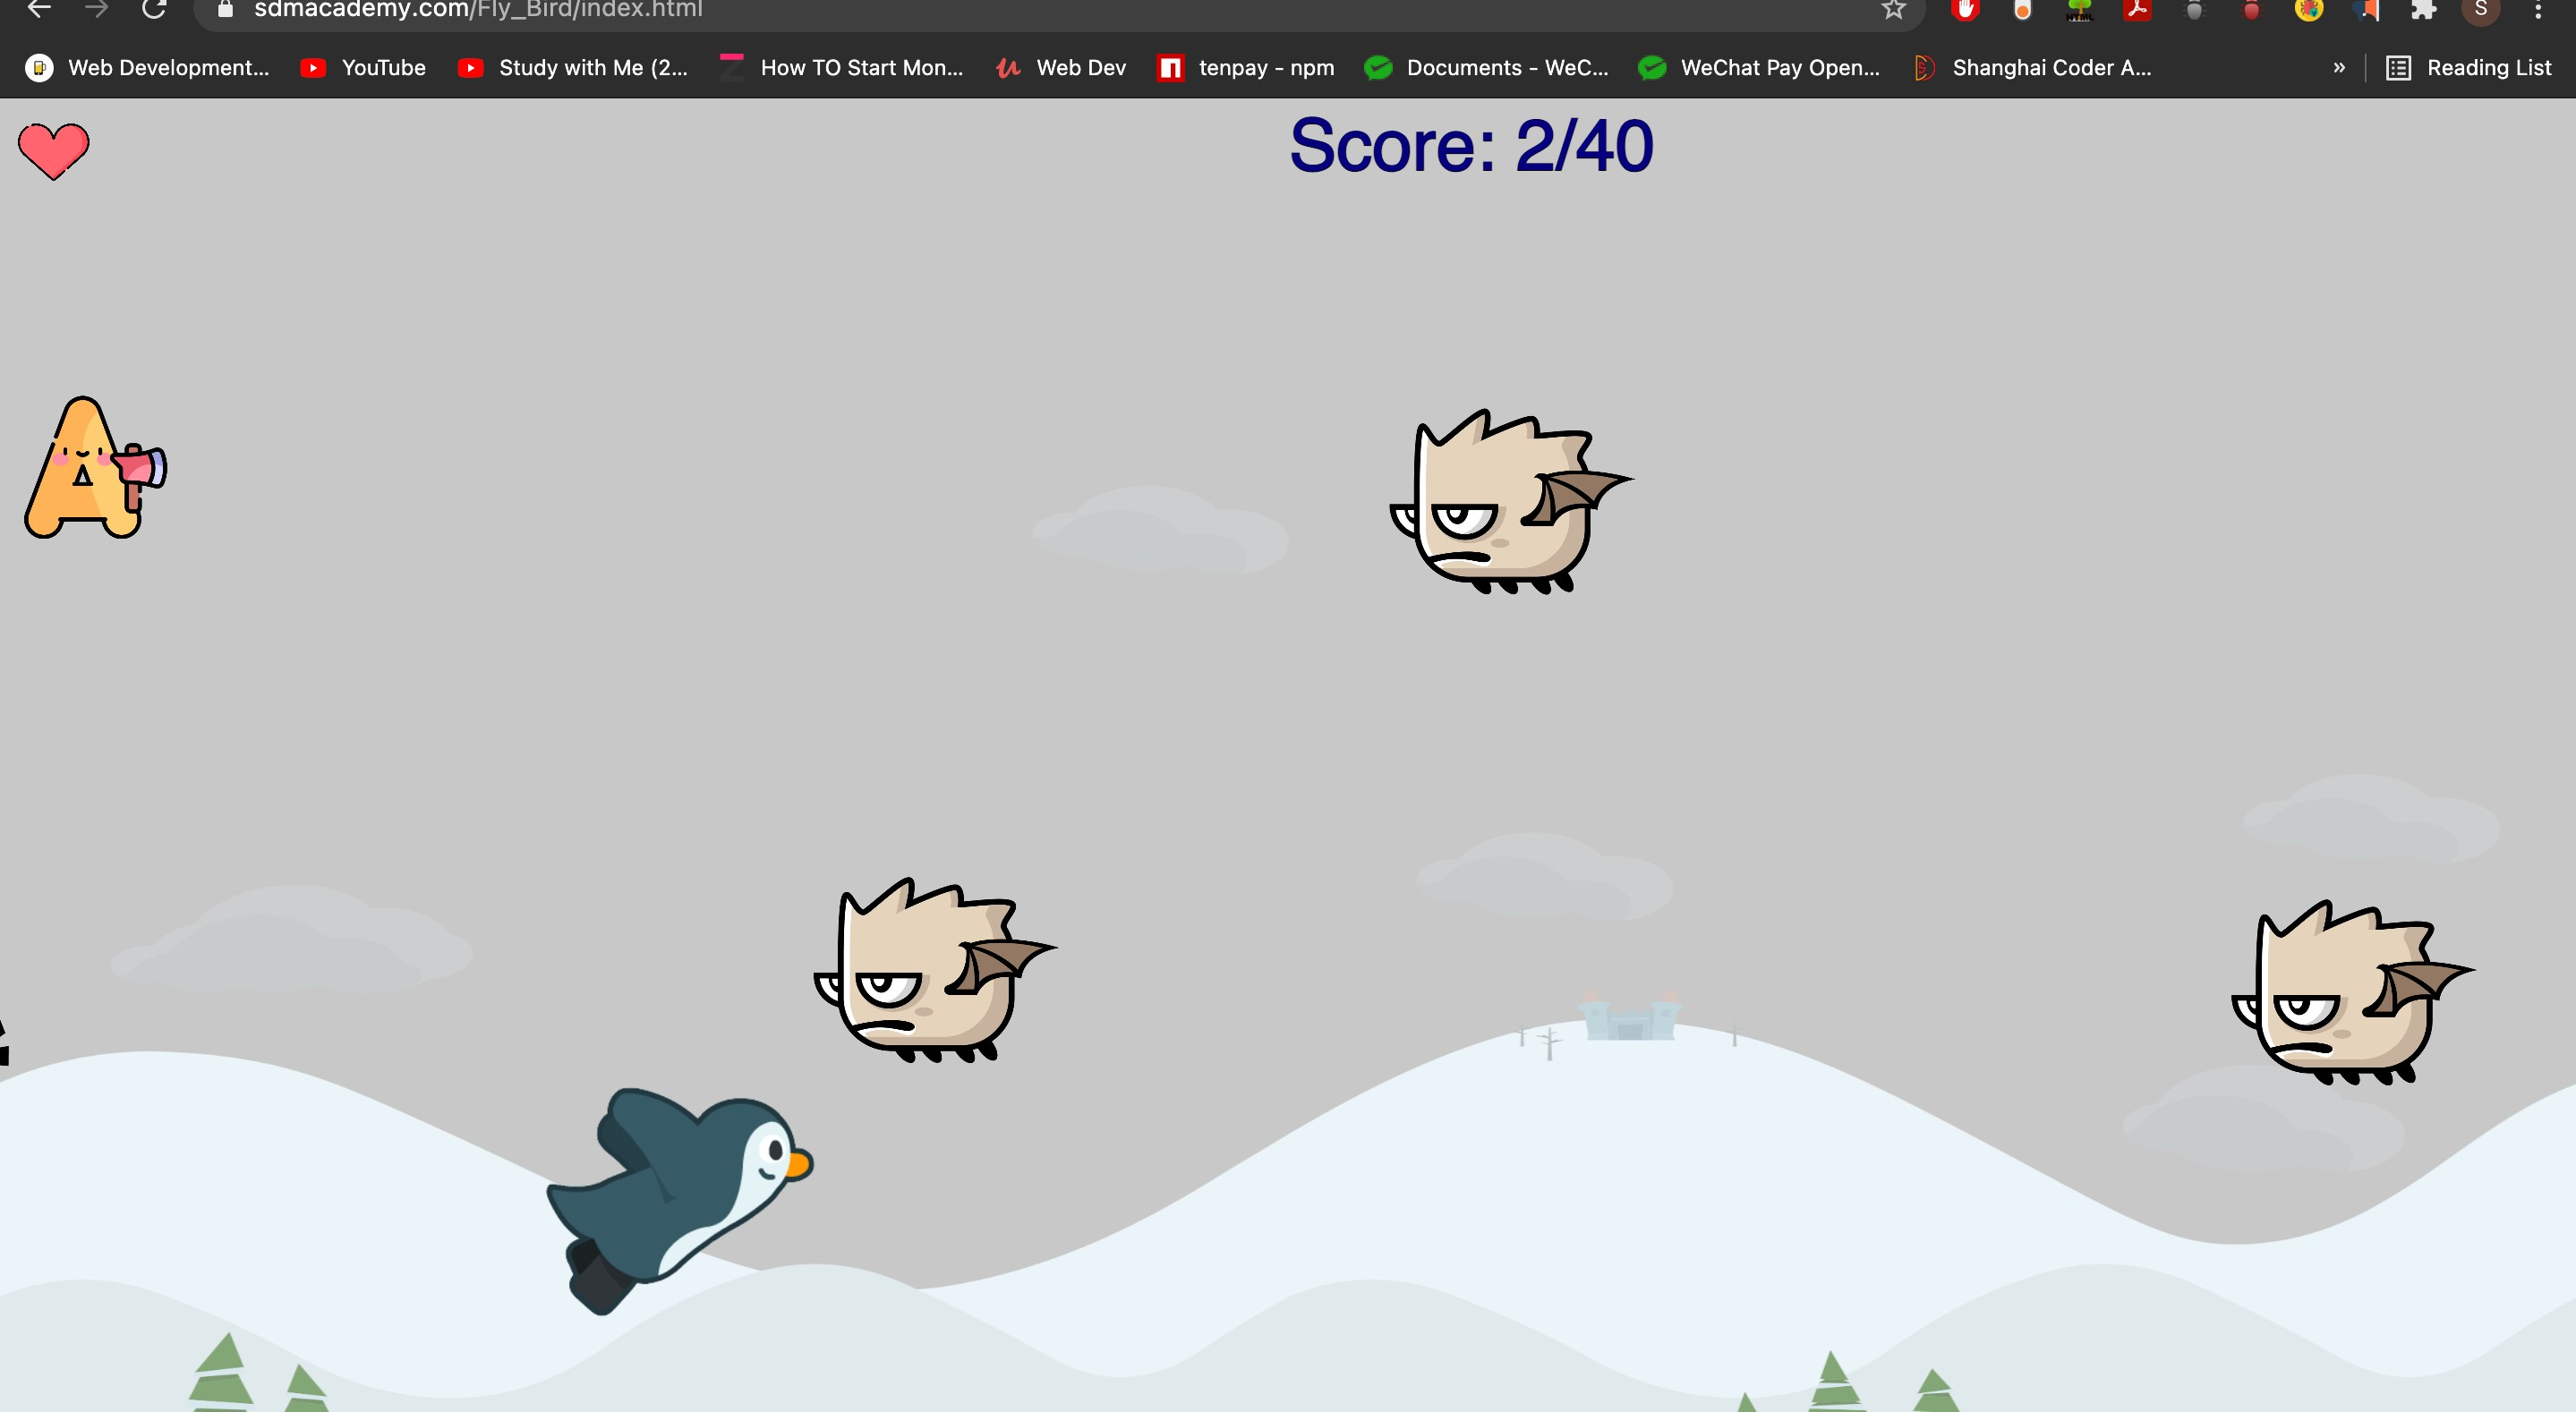 sdmacademy.com/Fly_Bird/index.html
S
Web Development... YouTube Study with Me (2... How TO Start Mon... Web Dev tenpay - npm Documents - WeC... WeChat Pay Open... Shanghai Coder A... » Reading List
Score: 2/40
A